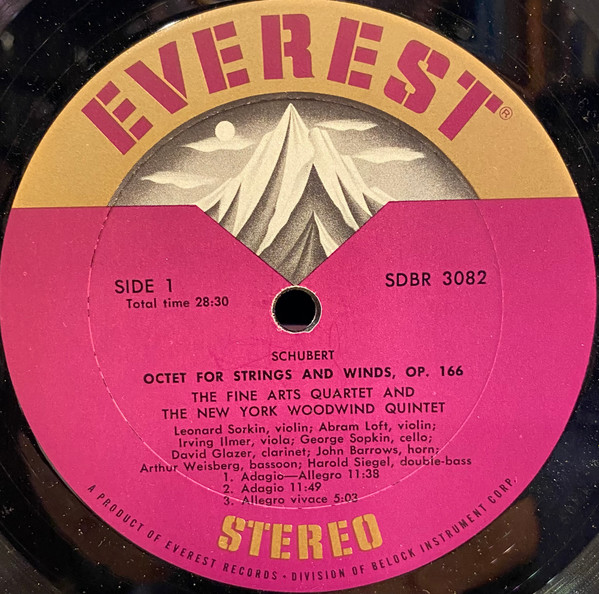 EVEREST®
SIDE 1
Total time 28:30
SDBR 3082
SCHUBERT
OCTET FOR STRINGS AND WINDS, OP. 166
THE FINE ARTS QUARTET AND
THE NEW YORK WOODWIND QUINTET
Leonard Sorkin, violin; Abram Loft, violin;
Irving Ilmer, viola; George Sopkin, cello;
David Glazer, clarinet; John Barrows, horn;
Arthur Weisberg, bassoon; Harold Siegel, double-bass
1. Adagio—Allegro 11:38
2. Adagio 11:49
3. Allegro vivace 5:03
STEREO
A PRODUCT OF EVEREST RECORDS • DIVISION OF BELOCK INSTRUMENT CORP.